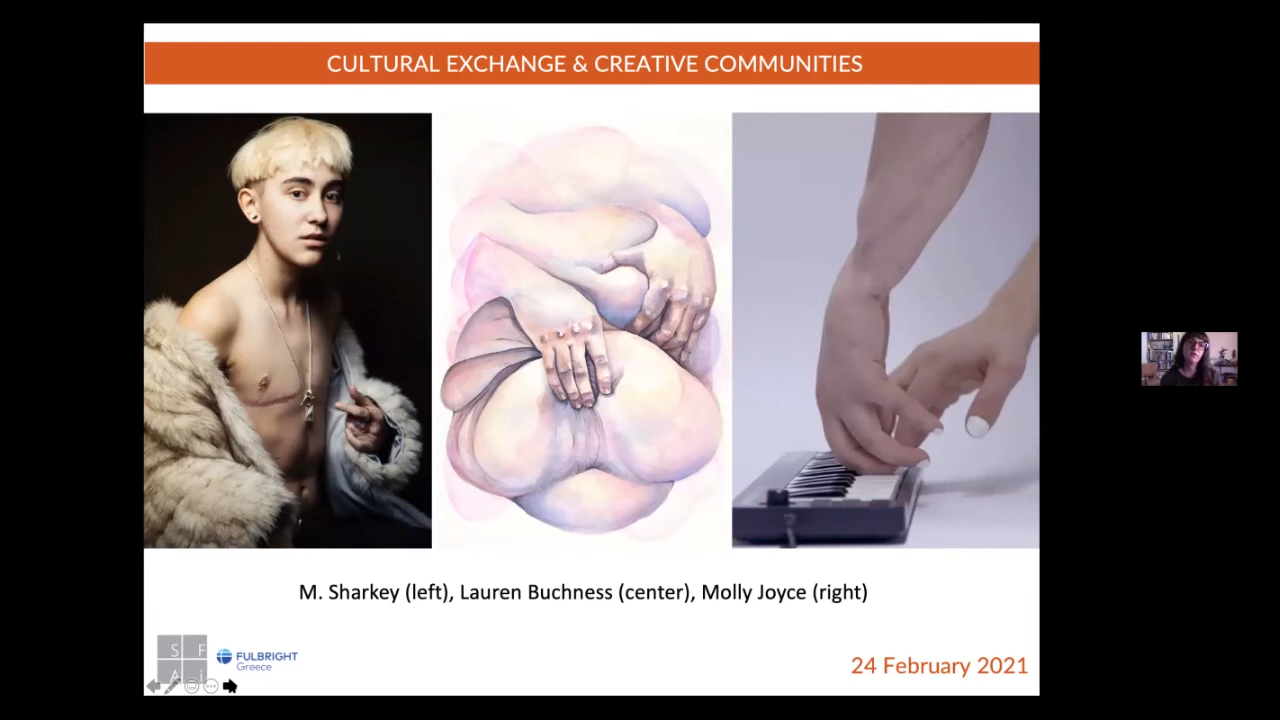 CULTURAL EXCHANGE & CREATIVE COMMUNITIES
M. Sharkey (left), Lauren Buchness (center), Molly Joyce (right)
S F
A i
FULBRIGHT
Greece
24 February 2021